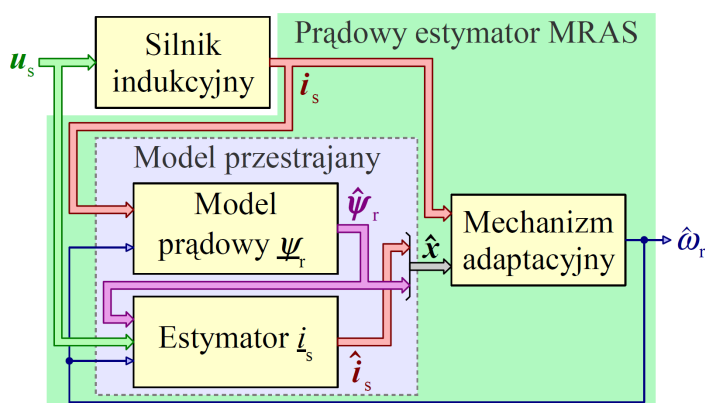 Prądowy estymator MRAS
Silnik
indukcyjny
u_s
i_s
Model przestrajany
Model
prądowy ψ_r
ψ̂_r
x̂
Mechanizm
adaptacyjny
ω̂_r
Estymator i_s
î_s